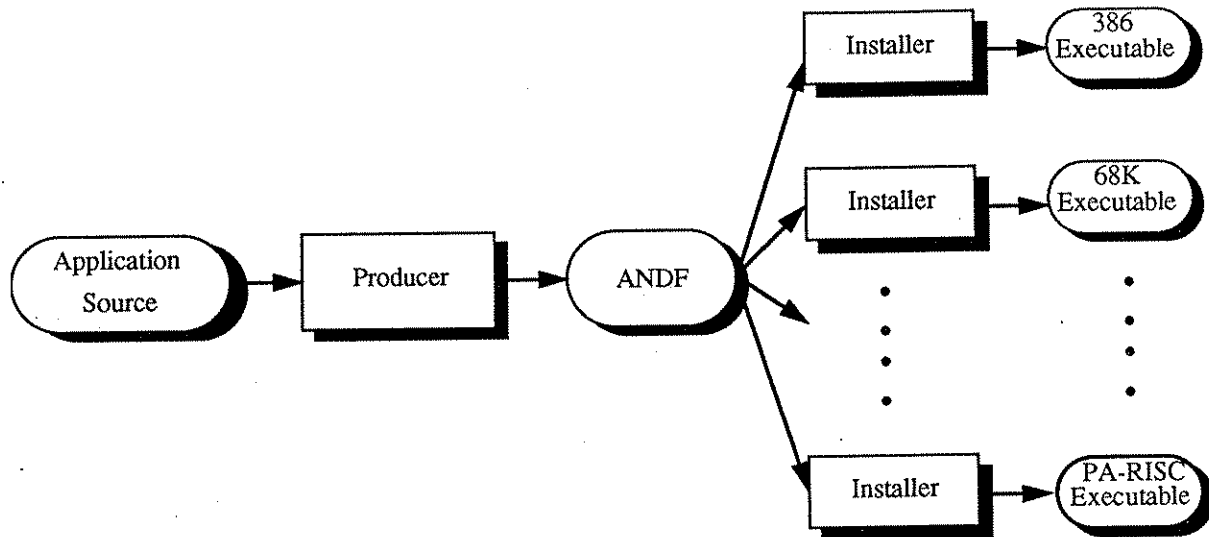 Application
Source
Producer
ANDF
Installer
386
Executable
Installer
68K
Executable
Installer
PA-RISC
Executable